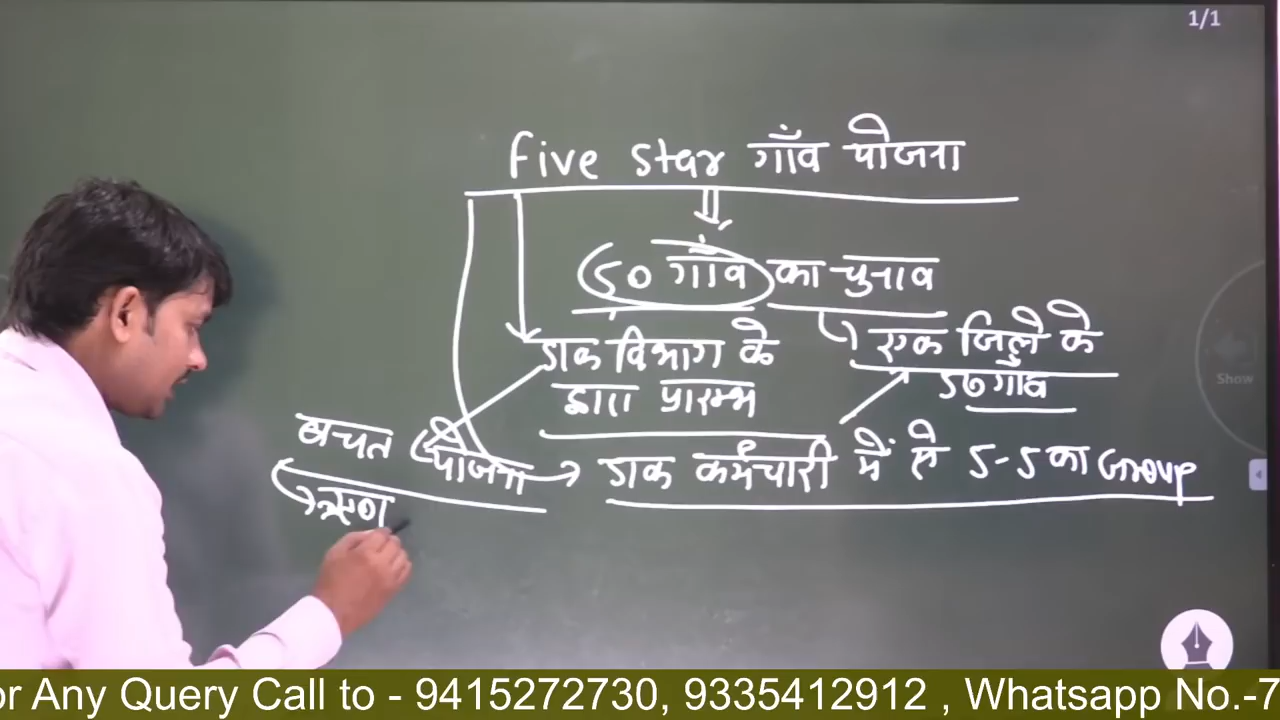 1/1
Five Star गाँव योजना
50 गाँव का चुनाव
एक जिले के
50 गाँव
डाक विभाग के
द्वारा प्रारम्भ
बचत योजना
डाक कर्मचारी में से 5-5 का Group
ऋण
Show
or Any Query Call to - 9415272730, 9335412912 , Whatsapp No.-7